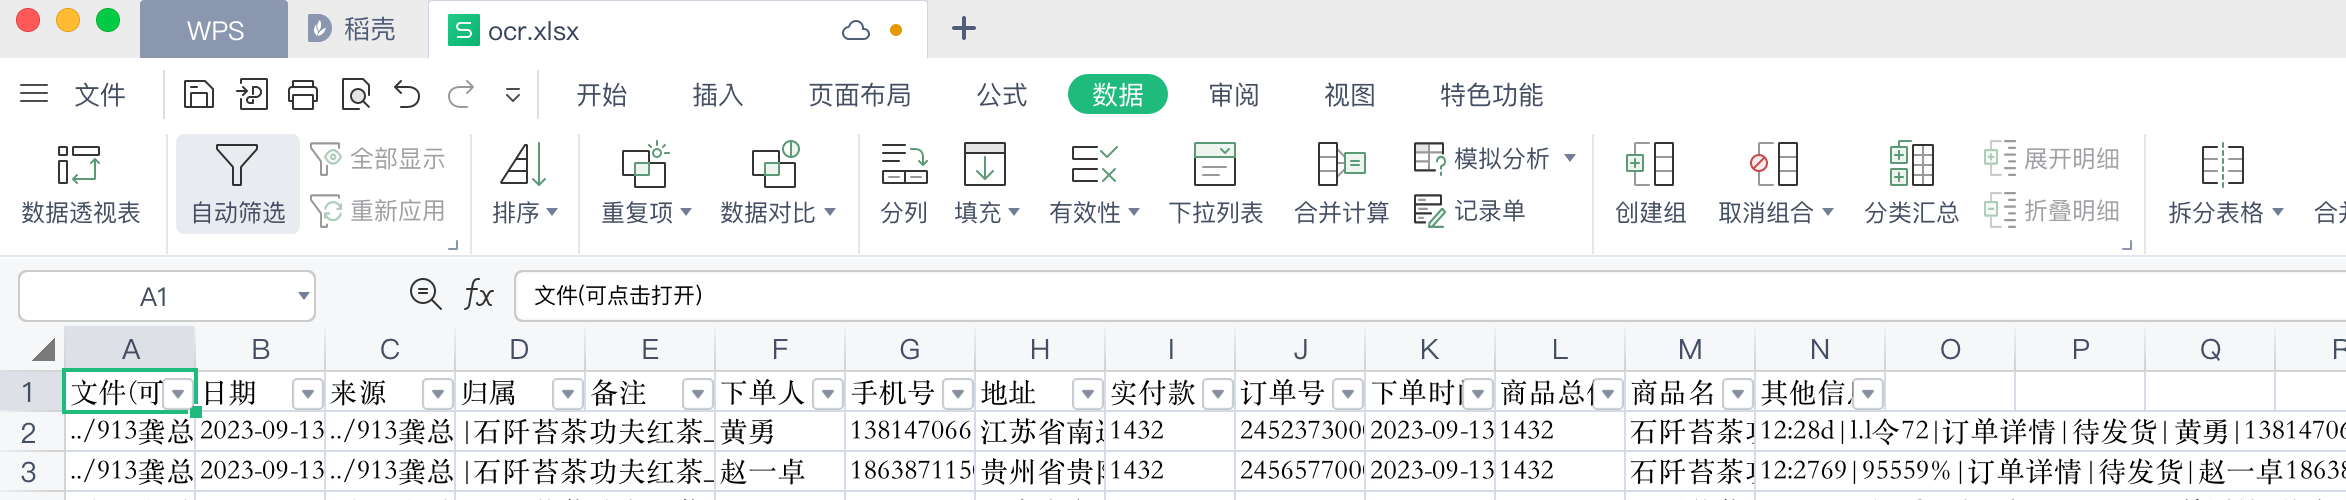 WPS 稻壳 ocr.xlsx
文件 开始 插入 页面布局 公式 数据 审阅 视图 特色功能
全部显示 模拟分析 展开明细
数据透视表 自动筛选 重新应用 排序 重复项 数据对比 分列 填充 有效性 下拉列表 合并计算 记录单 创建组 取消组合 分类汇总 折叠明细 拆分表格 合
A1 fx 文件(可点击打开)
A B C D E F G H I J K L M N O P Q
1 文件(可 日期 来源 归属 备注 下单人 手机号 地址 实付款 订单号 下单时 商品总 商品名 其他信
2 ../913龚总 2023-09-13 ../913龚总 |石阡苔茶功夫红茶_ 黄勇 138147066 江苏省南 1432 245237300 2023-09-13 1432 石阡苔茶 12:28d|l.l令72|订单详情|待发货|黄勇|1381470
3 ../913龚总 2023-09-13 ../913龚总 |石阡苔茶功夫红茶_ 赵一卓 186387115 贵州省贵 1432 245657700 2023-09-13 1432 石阡苔茶 12:2769|95559%|订单详情|待发货|赵一卓18638